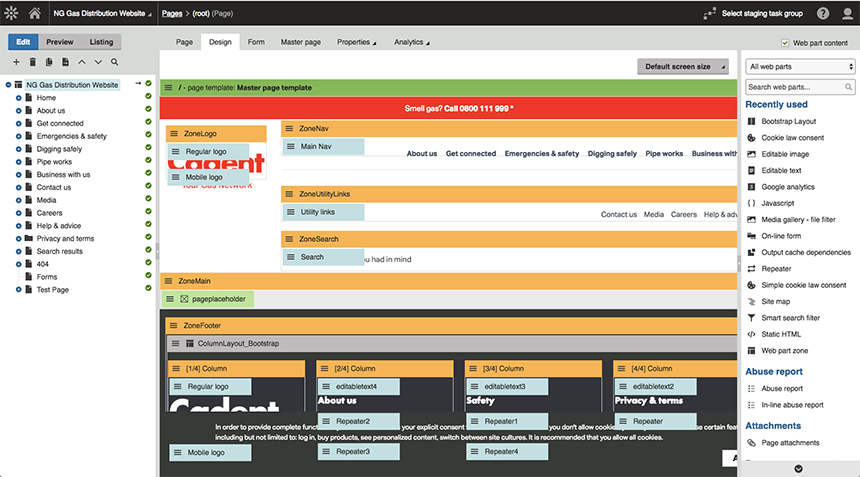 NG Gas Distribution Website Pages > (root) (Page) Select staging task group
Edit Preview Listing
Page Design Form Master page Properties Analytics Web part content
Default screen size
NG Gas Distribution Website
Home
About us
Get connected
Emergencies & safety
Digging safely
Pipe works
Business with us
Contact us
Media
Careers
Help & advice
Privacy and terms
Search results
404
Forms
Test Page
/ - page template: Master page template
Smell gas? Call 0800 111 999 *
ZoneLogo
Regular logo
Cadent
Mobile logo
Your Gas Network
ZoneNav
Main Nav
About us Get connected Emergencies & safety Digging safely Pipe works Business with
ZoneUtilityLinks
Utility links
Contact us Media Careers Help & adv
ZoneSearch
Search
ou had in mind
ZoneMain
pageplaceholder
ZoneFooter
ColumnLayout_Bootstrap
[1/4] Column [2/4] Column [3/4] Column [4/4] Column
Regular logo editabletext4 editabletext3 editabletext2
Cadent About us Safety Privacy & terms
Repeater2 Repeater1 Repeater
In order to provide complete func your explicit consent you don't allow cookies certain feat
including but not limited to: log in, buy products, see personalized content, switch between site cultures. It is recommended that you allow all cookies.
Mobile logo Repeater3 Repeater4
A
All web parts
Search web parts...
Recently used
Bootstrap Layout
Cookie law consent
Editable image
Editable text
Google analytics
Javascript
Media gallery - file filter
On-line form
Output cache dependencies
Repeater
Simple cookie law consent
Site map
Smart search filter
Static HTML
Web part zone
Abuse report
Abuse report
In-line abuse report
Attachments
Page attachments